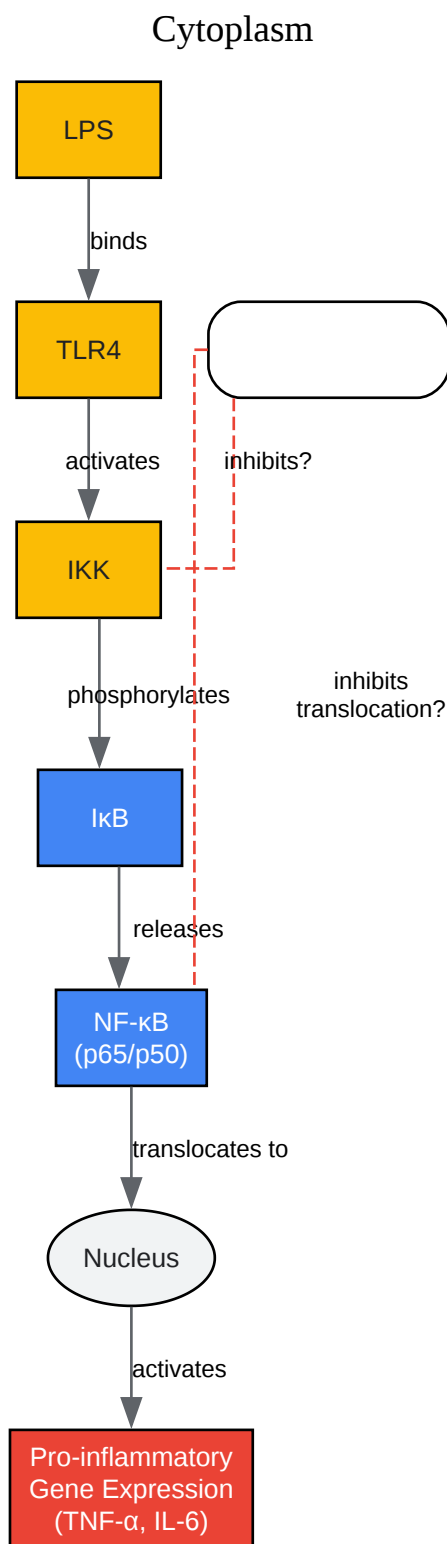 Cytoplasm
LPS
binds
TLR4
activates
inhibits?
IKK
phosphorylates
inhibits
translocation?
IκB
releases
NF-κB
(p65/p50)
translocates to
Nucleus
activates
Pro-inflammatory
Gene Expression
(TNF-α, IL-6)